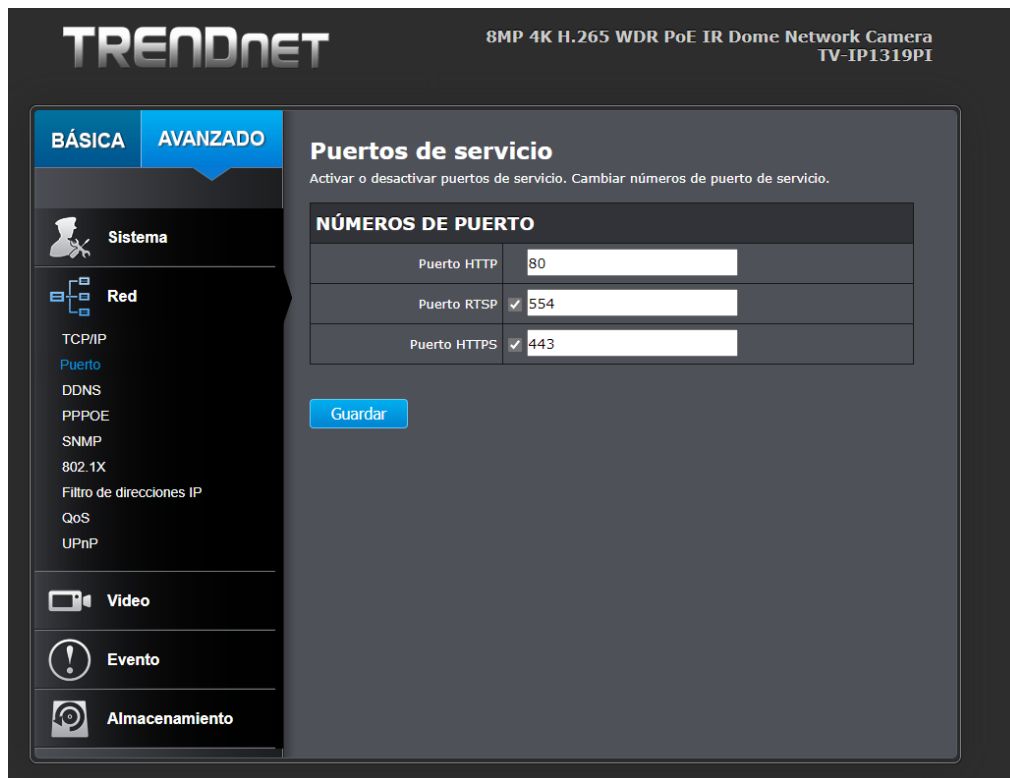 TRENDNET
8MP 4K H.265 WDR PoE IR Dome Network Camera
TV-IP1319PI
BÁSICA
AVANZADO
Sistema
Red
TCP/IP
Puerto
DDNS
PPPOE
SNMP
802.1X
Filtro de direcciones IP
QoS
UPnP
Video
Evento
Almacenamiento
Puertos de servicio
Activar o desactivar puertos de servicio. Cambiar números de puerto de servicio.
NÚMEROS DE PUERTO
Puerto HTTP 80
Puerto RTSP 554
Puerto HTTPS 443
Guardar